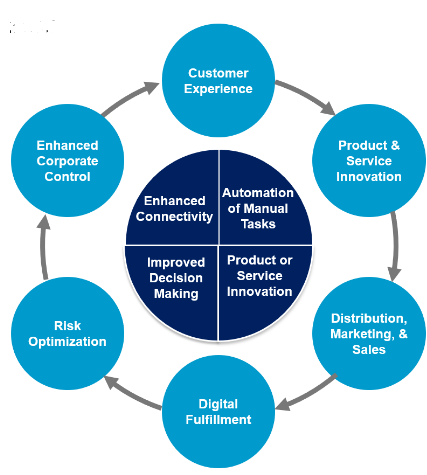 Customer
Experience
Product &
Service
Innovation
Distribution,
Marketing, &
Sales
Digital
Fulfillment
Risk
Optimization
Enhanced
Corporate
Control
Enhanced
Connectivity
Automation
of Manual
Tasks
Improved
Decision
Making
Product or
Service
Innovation